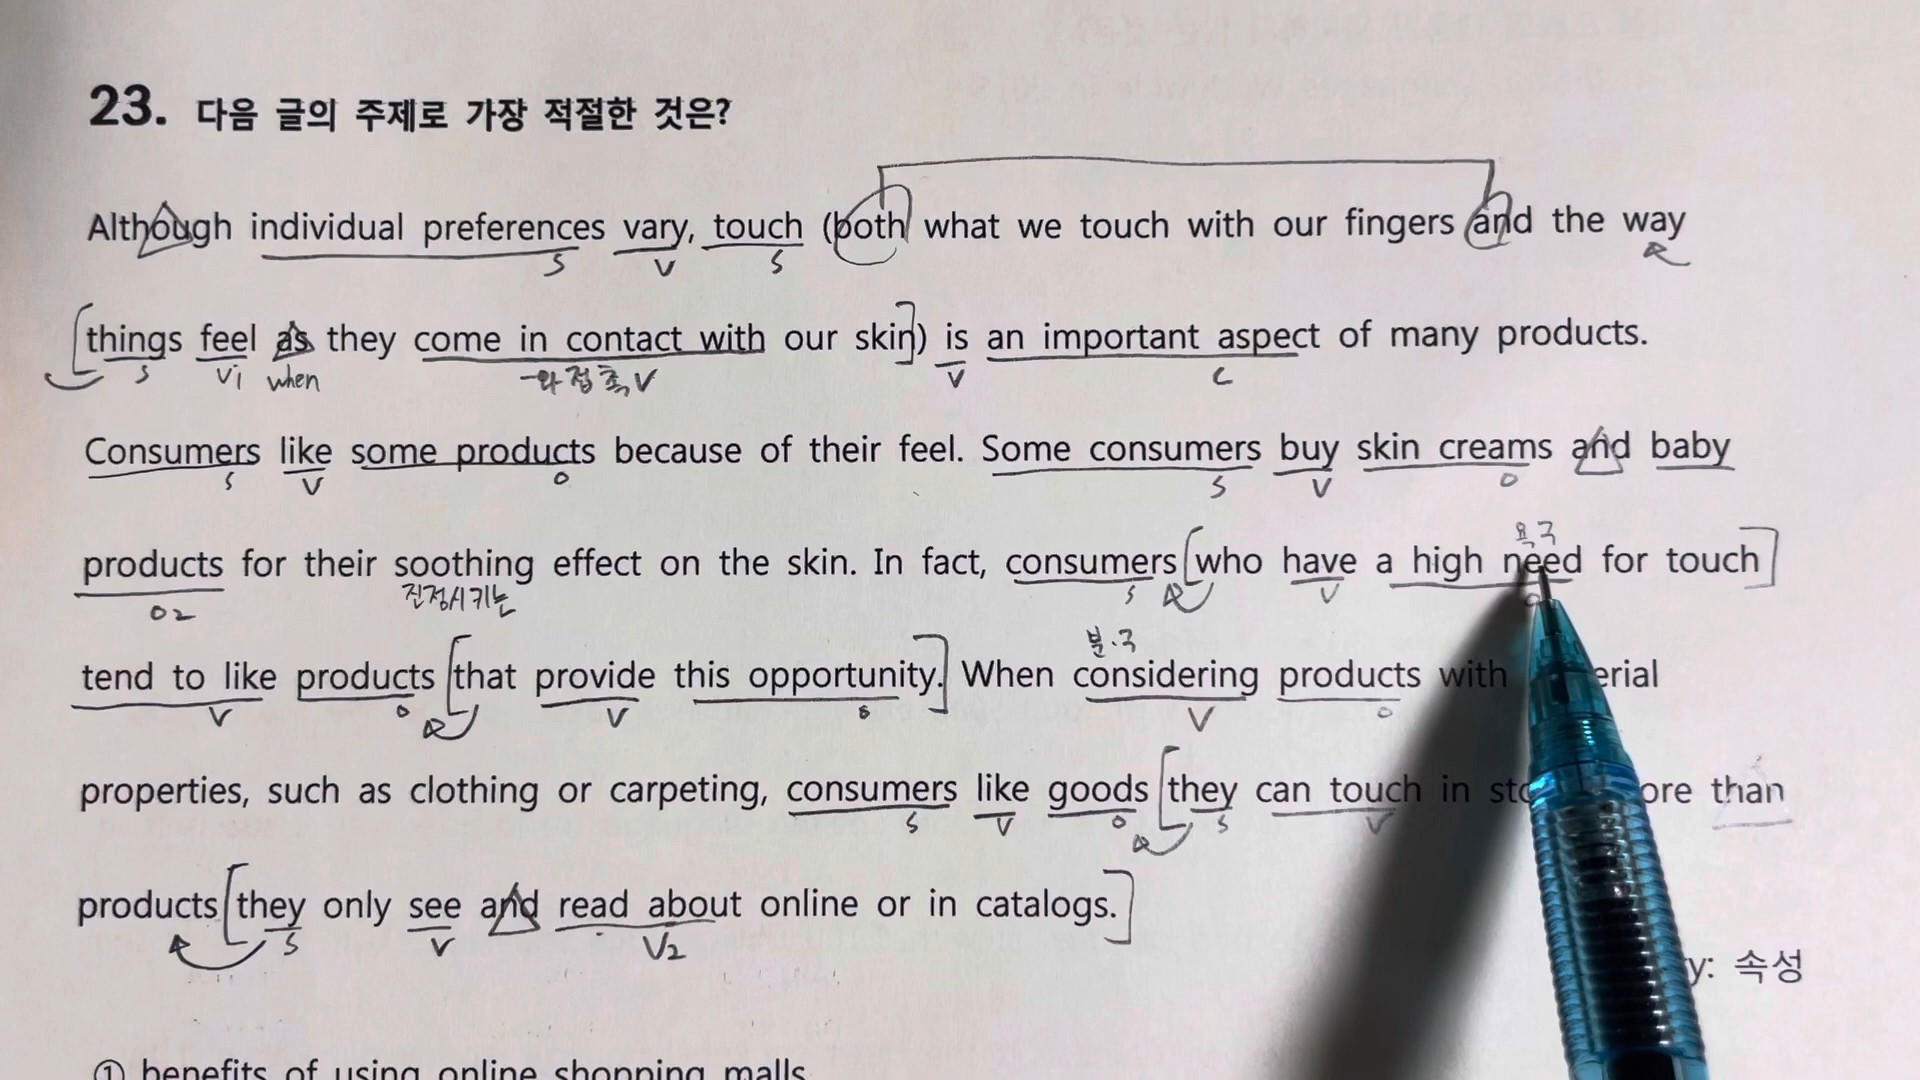 23. 다음 글의 주제로 가장 적절한 것은?
Although individual preferences vary, touch (both what we touch with our fingers and the way
S V S
things feel as they come in contact with our skin) is an important aspect of many products.
S Vi when ~와 접촉V V C
Consumers like some products because of their feel. Some consumers buy skin creams and baby
S V O S V O
욕구
products for their soothing effect on the skin. In fact, consumers who have a high need for touch
O2 진정시키는 S V O
분.구
tend to like products that provide this opportunity. When considering products with erial
V O V V O
properties, such as clothing or carpeting, consumers like goods they can touch in sto ore than
S V O S V
products they only see and read about online or in catalogs.
S V V2
y: 속성
① benefits of using online shopping malls